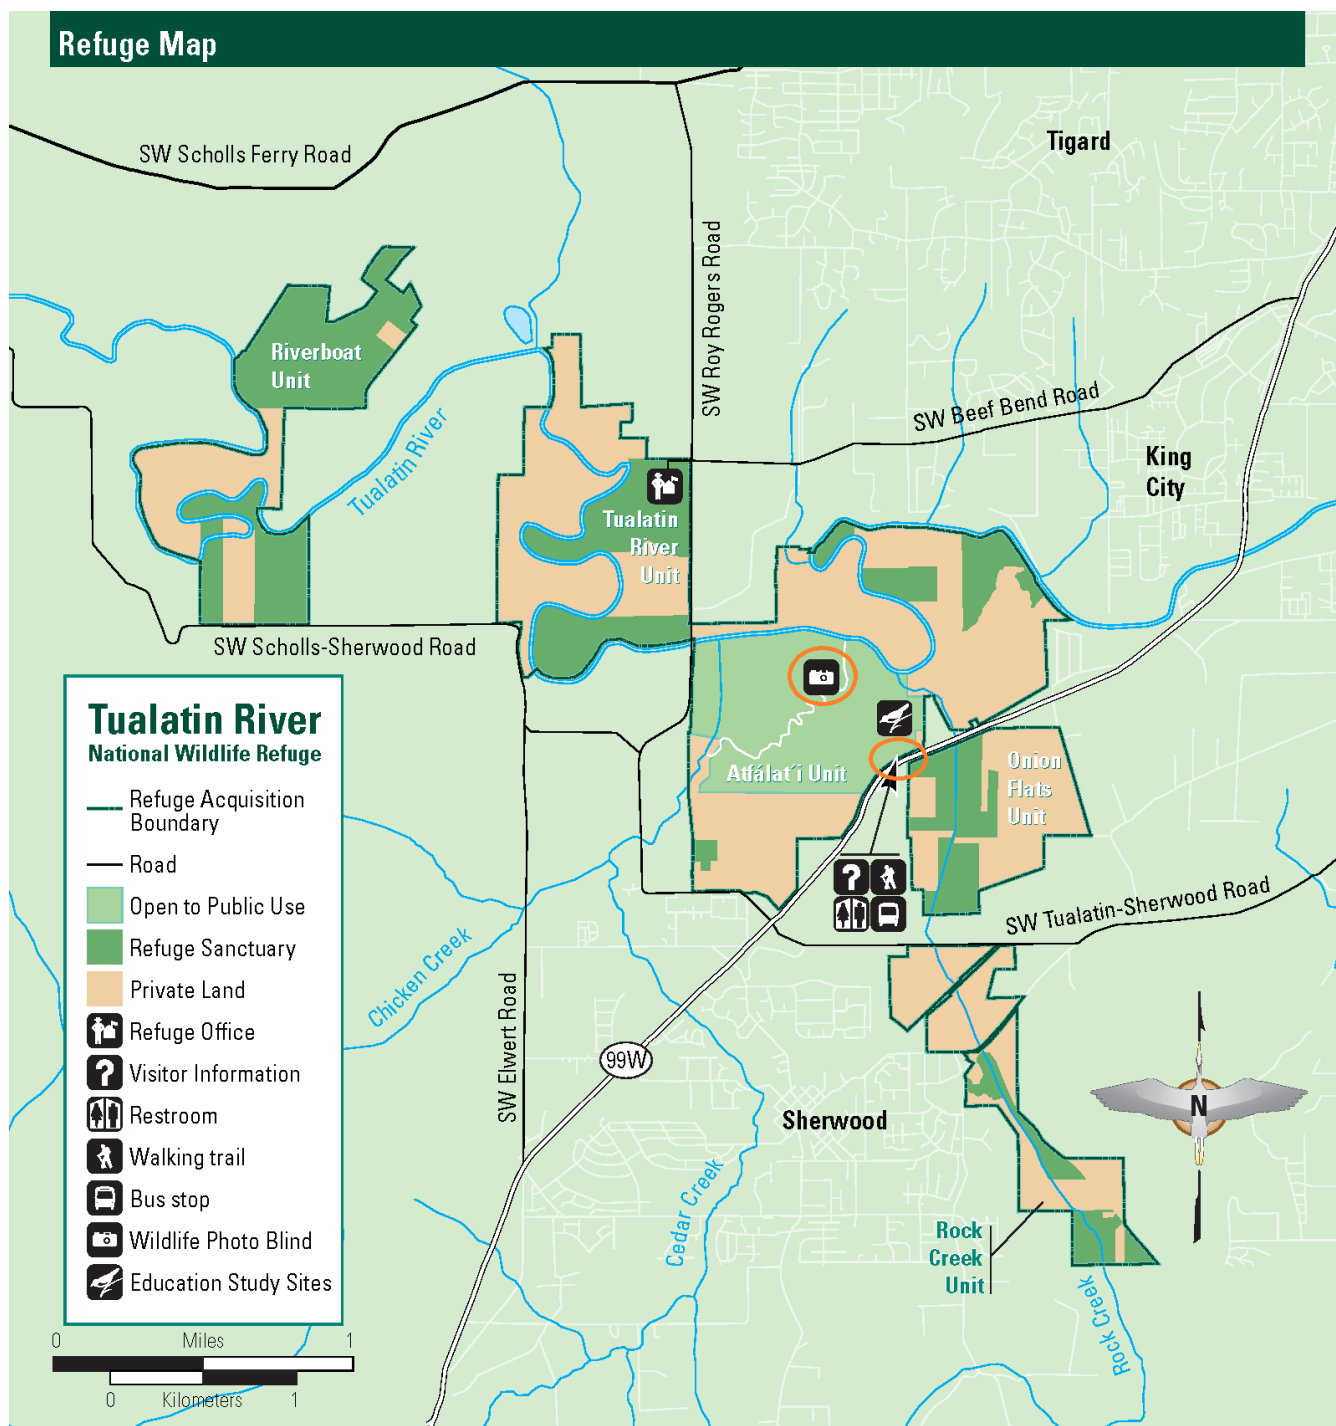 Refuge Map
Tigard
SW Scholls Ferry Road
SW Roy Rogers Road
Riverboat
Unit
SW Beef Bend Road
Tualatin River
King
City
Tualatin
River
Unit
SW Scholls-Sherwood Road
Atfálat´i Unit
Onion
Flats
Unit
Tualatin River
National Wildlife Refuge
Refuge Acquisition
Boundary
Road
Open to Public Use
Refuge Sanctuary
Private Land
Refuge Office
Visitor Information
Restroom
Walking trail
Bus stop
Wildlife Photo Blind
Education Study Sites
?
SW Tualatin-Sherwood Road
Chicken Creek
SW Elwert Road
99W
Sherwood
N
Cedar Creek
Rock
Creek
Unit
Rock Creek
0 Miles 1
0 Kilometers 1